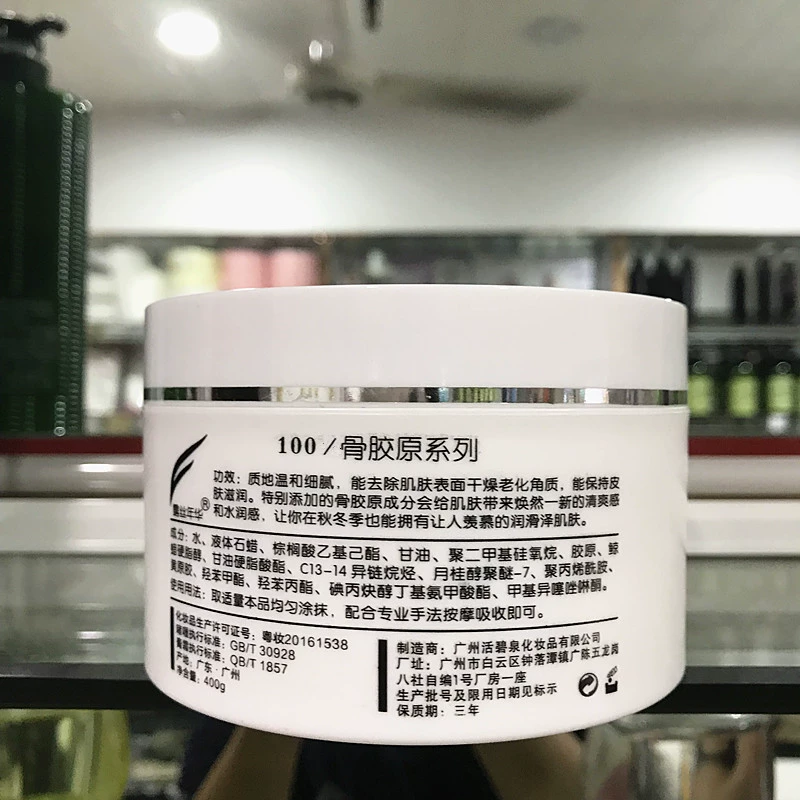 100/骨胶原系列
功效：质地温和细腻，能去除肌肤表面干燥老化角质，能保持皮
肤滋润。特别添加的骨胶原成分会给肌肤带来焕然一新的清爽感
和水润感，让你在秋冬季也能拥有让人羡慕的润滑泽肌肤。
丝年华®
成分：水、液体石蜡、棕榈酸乙基己酯、甘油、聚二甲基硅氧烷、胶原、鲸
蜡硬脂醇、甘油硬脂酸酯、C13-14 异链烷烃、月桂醇聚醚-7、聚丙烯酰胺、
黄原胶、羟苯甲酯、羟苯丙酯、碘丙炔醇丁基氨甲酸酯、甲基异噻唑啉酮。
使用用法：取适量本品均匀涂抹，配合专业手法按摩吸收即可。
化妆品生产许可证号：粤妆20161538
罐执行标准：GB/T 30928
膏霜执行标准：QB/T 1857
产地：广东·广州
净含量：400g
制造商：广州活碧泉化妆品有限公司
厂址：广州市白云区钟落潭镇广陈五龙岗
八社自编1号厂房一座
生产批号及限用日期见标示
保质期：三年